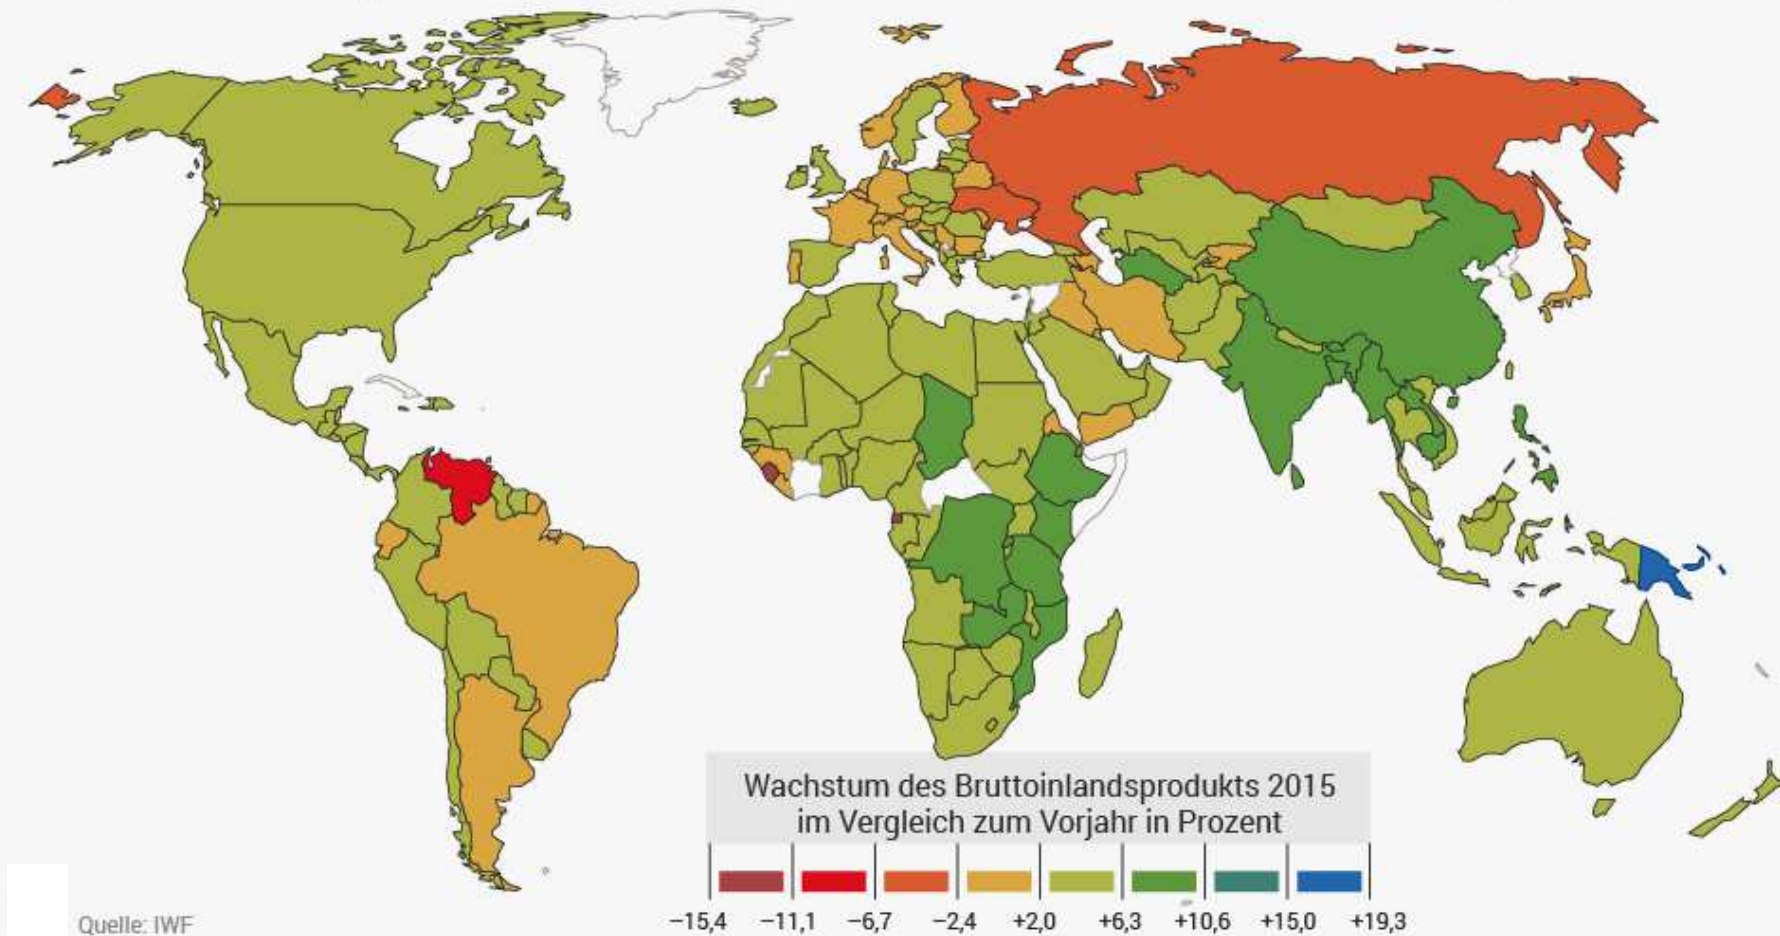 Wachstum des Bruttoinlandsprodukts 2015
im Vergleich zum Vorjahr in Prozent
−15,4 −11,1 −6,7 −2,4 +2,0 +6,3 +10,6 +15,0 +19,3
Quelle: IWF